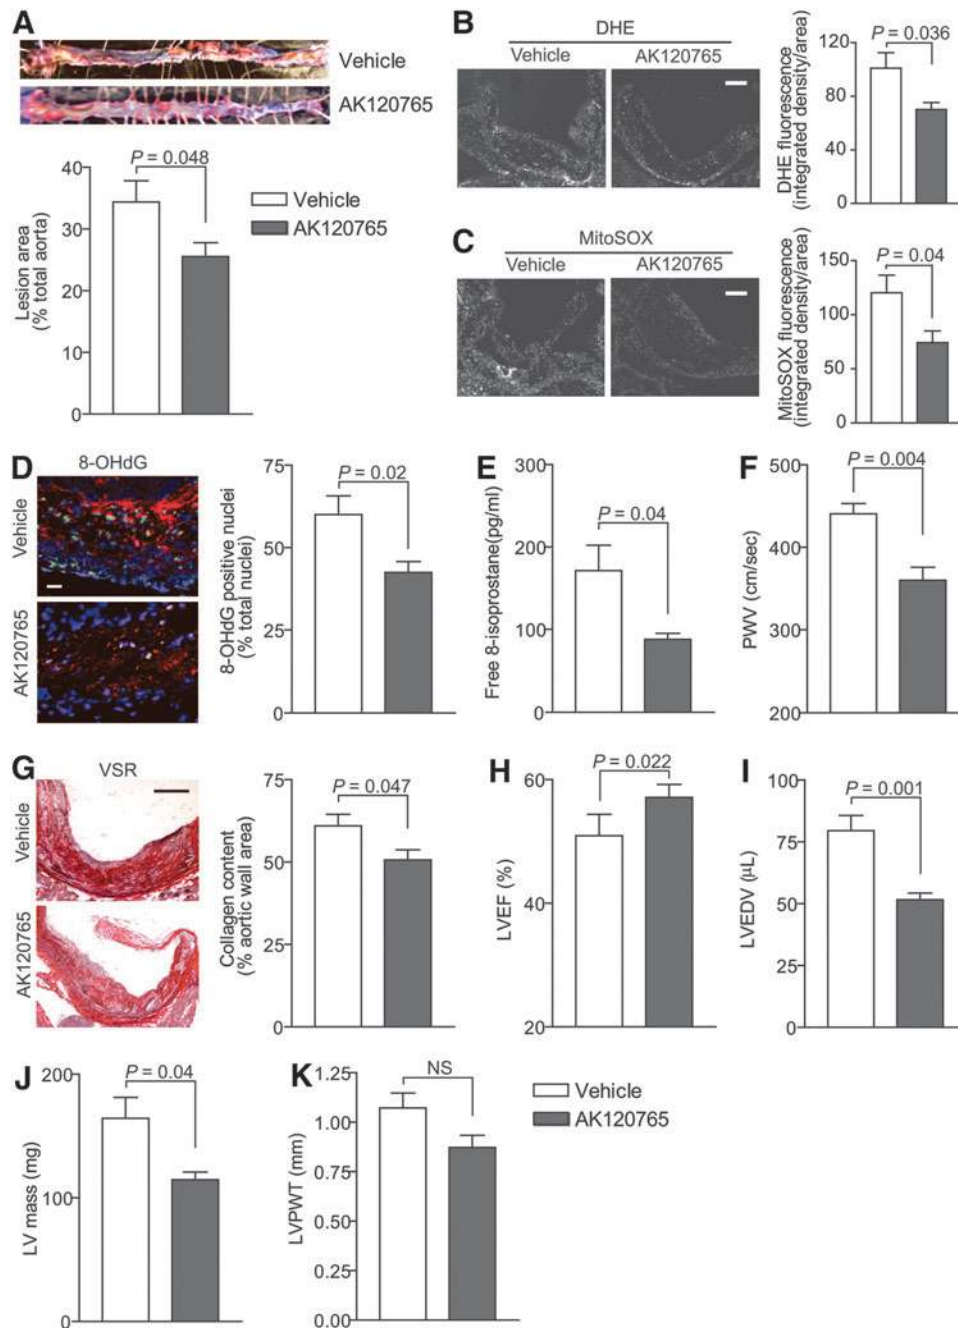 A
Vehicle
AK120765
P = 0.048
40
30
20
10
0
Lesion area
(% total aorta)
Vehicle
AK120765
B
DHE
Vehicle
AK120765
P = 0.036
120
80
40
0
DHE fluorescence
(integrated density/area)
C
MitoSOX
Vehicle
AK120765
P = 0.04
150
100
50
0
MitoSOX fluorescence
(integrated density/area)
D
8-OHdG
Vehicle
AK120765
P = 0.02
75
50
25
0
8-OHdG positive nuclei
(% total nuclei)
E
P = 0.04
300
200
100
0
Free 8-isoprostane(pg/ml)
F
P = 0.004
500
400
300
200
PWV (cm/sec)
G
VSR
Vehicle
AK120765
P = 0.047
75
50
25
0
Collagen content
(% aortic wall area)
H
P = 0.022
60
40
20
LVEF (%)
I
P = 0.001
100
75
50
25
0
LVEDV (µL)
J
P = 0.04
200
100
0
LV mass (mg)
K
NS
1.25
1.00
0.75
0.50
0.25
0.00
LVPWT (mm)
Vehicle
AK120765